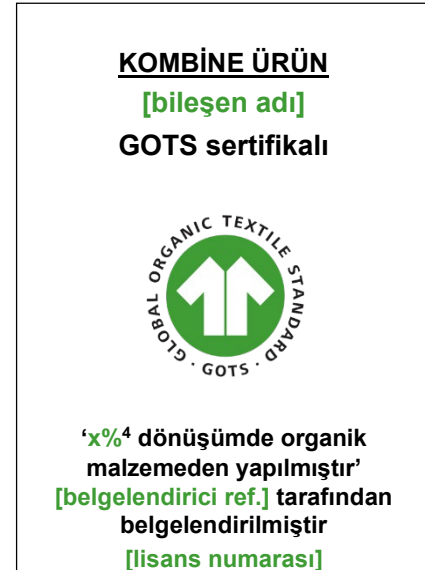 KOMBİNE ÜRÜN
[bileşen adı]
GOTS sertifikalı
GLOBAL ORGANIC TEXTILE STANDARD · GOTS ·
‘x%⁴ dönüşümde organik
malzemeden yapılmıştır’
[belgelendirici ref.] tarafından
belgelendirilmiştir
[lisans numarası]